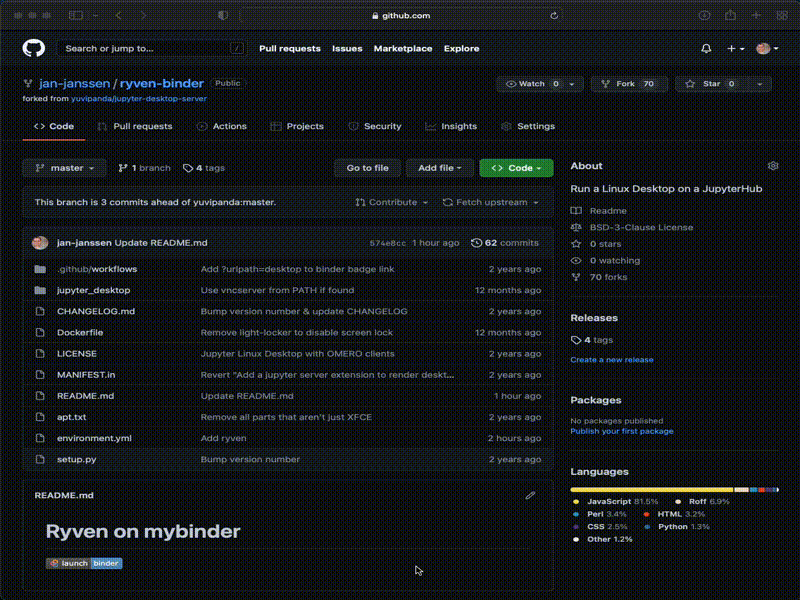 github.com
Search or jump to... /
Pull requests Issues Marketplace Explore
jan-janssen / ryven-binder Public
forked from yuvipanda/jupyter-desktop-server
Watch 0 Fork 70 Star 0
Code Pull requests Actions Projects Security Insights Settings
master 1 branch 4 tags Go to file Add file Code
This branch is 3 commits ahead of yuvipanda:master. Contribute Fetch upstream
jan-janssen Update README.md 574e8cc 1 hour ago 62 commits
.github/workflows Add ?urlpath=desktop to binder badge link 2 years ago
jupyter_desktop Use vncserver from PATH if found 12 months ago
CHANGELOG.md Bump version number & update CHANGELOG 2 years ago
Dockerfile Remove light-locker to disable screen lock 12 months ago
LICENSE Jupyter Linux Desktop with OMERO clients 2 years ago
MANIFEST.in Revert "Add a jupyter server extension to render deskt... 2 years ago
README.md Update README.md 1 hour ago
apt.txt Remove all parts that aren't just XFCE 2 years ago
environment.yml Add ryven 2 hours ago
setup.py Bump version number 2 years ago
README.md
Ryven on mybinder
launch binder
About
Run a Linux Desktop on a JupyterHub
Readme
BSD-3-Clause License
0 stars
0 watching
70 forks
Releases
4 tags
Create a new release
Packages
No packages published
Publish your first package
Languages
JavaScript 81.5% Roff 6.9%
Perl 3.4% HTML 3.2%
CSS 2.5% Python 1.3%
Other 1.2%